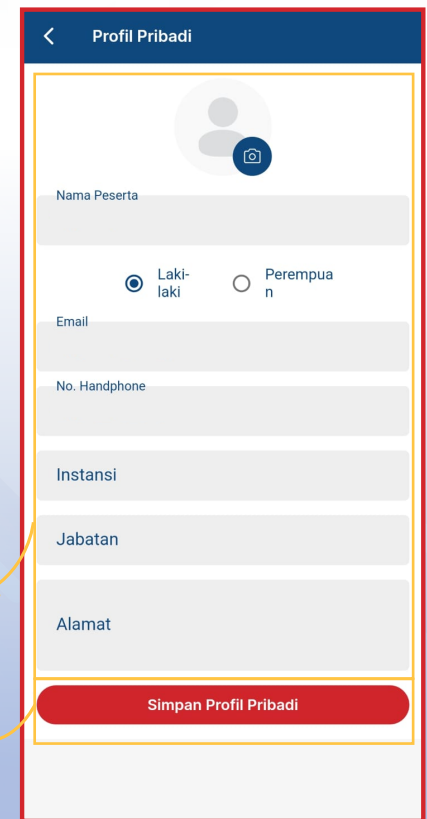 Profil Pribadi
Nama Peserta
Laki-
laki
Perempua
n
Email
No. Handphone
Instansi
Jabatan
Alamat
Simpan Profil Pribadi